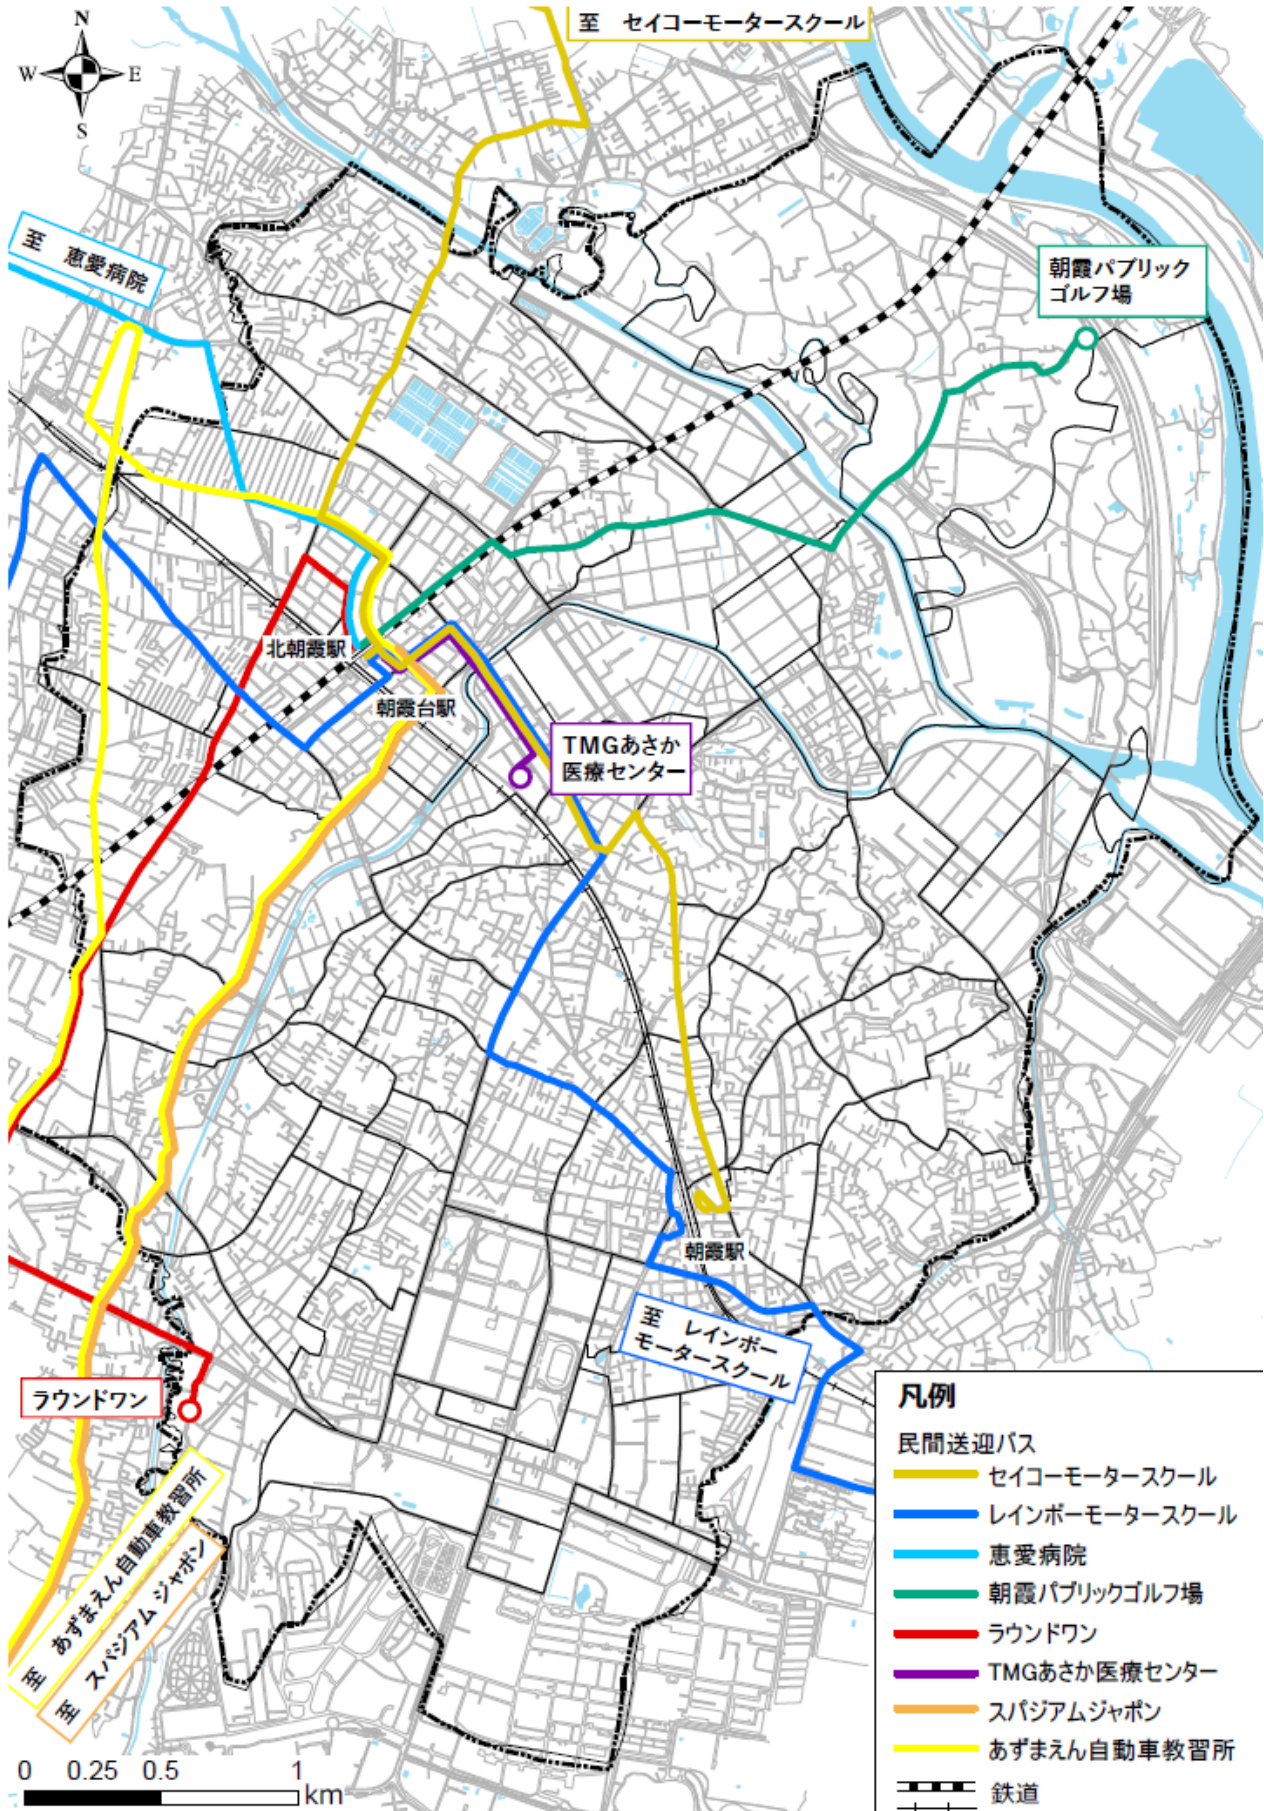 至 セイコーモータースクール
N
W
E
S
至 恵愛病院
朝霞パブリック
ゴルフ場
北朝霞駅
朝霞台駅
TMGあさか
医療センター
朝霞駅
至 レインボー
モータースクール
ラウンドワン
至 あずまえん自動車教習所
至 スパジアム ジャポン
凡例
民間送迎バス
セイコーモータースクール
レインボーモータースクール
恵愛病院
朝霞パブリックゴルフ場
ラウンドワン
TMGあさか医療センター
スパジアムジャポン
あずまえん自動車教習所
鉄道
0 0.25 0.5 1
km